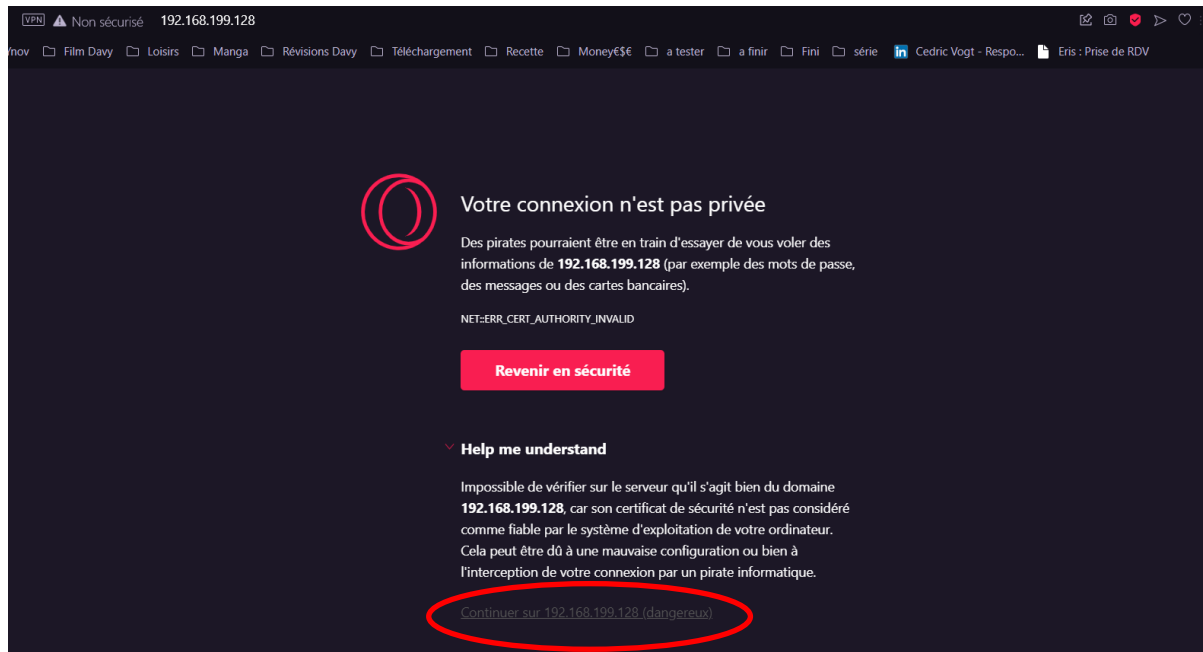 VPN Non sécurisé 192.168.199.128
/nov Film Davy Loisirs Manga Révisions Davy Téléchargement Recette Money€$€ a tester a finir Fini série in Cedric Vogt - Respo... Eris : Prise de RDV
Votre connexion n'est pas privée
Des pirates pourraient être en train d'essayer de vous voler des
informations de 192.168.199.128 (par exemple des mots de passe,
des messages ou des cartes bancaires).
NET::ERR_CERT_AUTHORITY_INVALID
Revenir en sécurité
Help me understand
Impossible de vérifier sur le serveur qu'il s'agit bien du domaine
192.168.199.128, car son certificat de sécurité n'est pas considéré
comme fiable par le système d'exploitation de votre ordinateur.
Cela peut être dû à une mauvaise configuration ou bien à
l'interception de votre connexion par un pirate informatique.
Continuer sur 192.168.199.128 (dangereux)